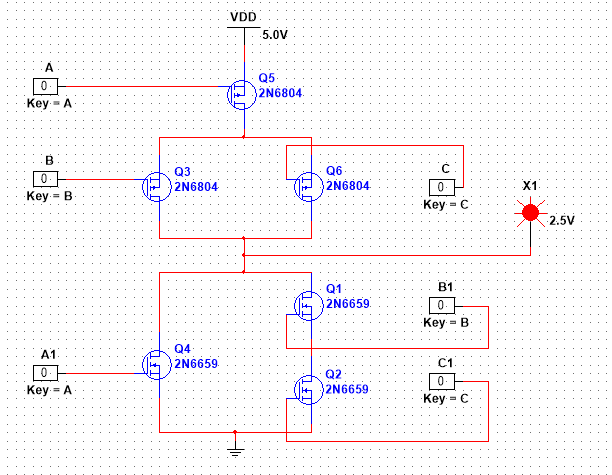 VDD
5.0V
A
0
Key = A
Q5
2N6804
B
0
Key = B
Q3
2N6804
Q6
2N6804
C
0
Key = C
X1
2.5V
Q1
2N6659
B1
0
Key = B
A1
0
Key = A
Q4
2N6659
Q2
2N6659
C1
0
Key = C